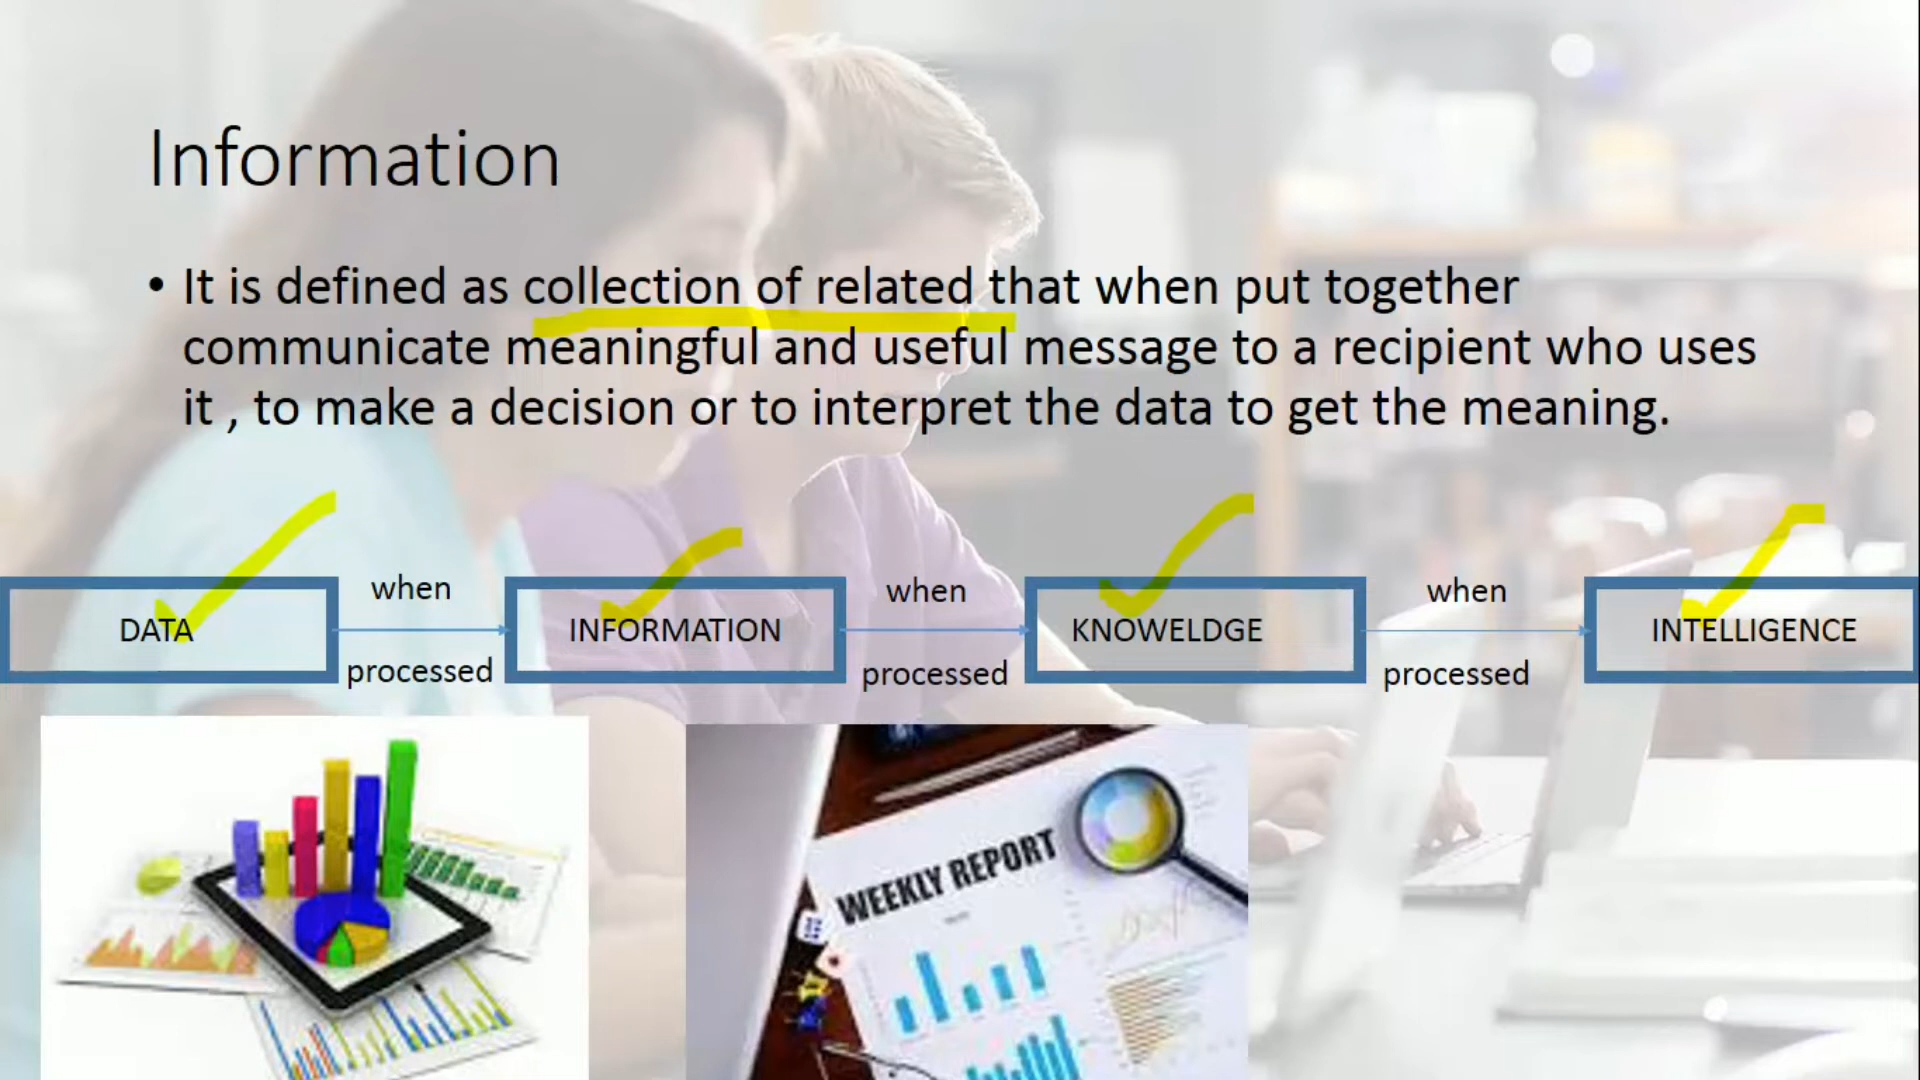 Information
• It is defined as collection of related that when put together
communicate meaningful and useful message to a recipient who uses
it , to make a decision or to interpret the data to get the meaning.
DATA
when
processed
INFORMATION
when
processed
KNOWELDGE
when
processed
INTELLIGENCE
WEEKLY REPORT